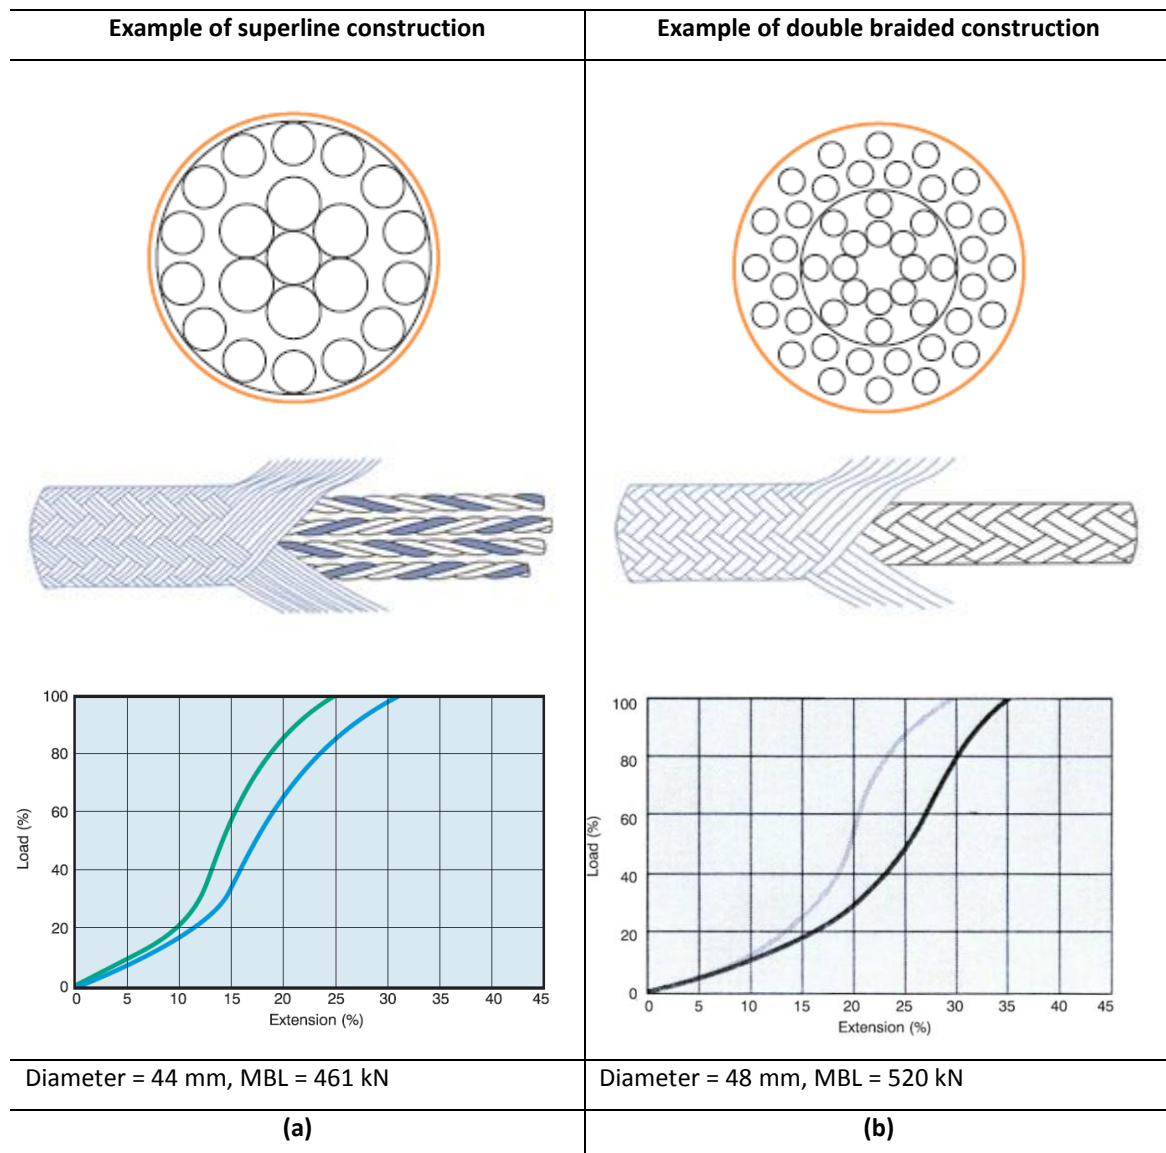 Example of superline construction
Example of double braided construction
100
80
60
40
20
0
Load (%)
0 5 10 15 20 25 30 35 40 45
Extension (%)
100
80
60
40
20
0
Load (%)
0 5 10 15 20 25 30 35 40 45
Extension (%)
Diameter = 44 mm, MBL = 461 kN
Diameter = 48 mm, MBL = 520 kN
(a)
(b)